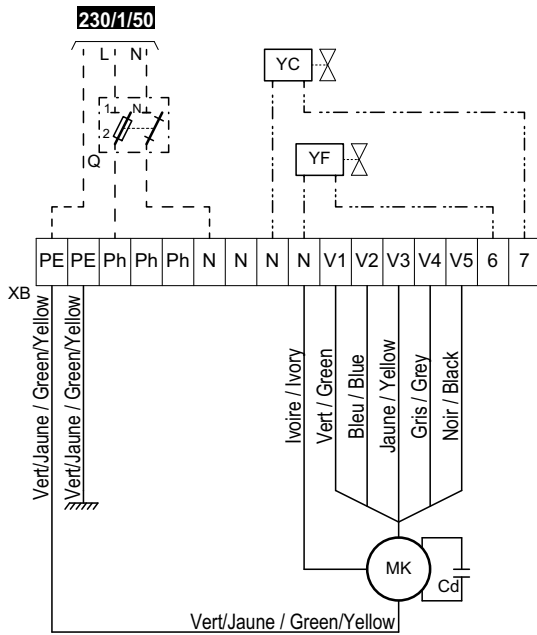 230/1/50
L N
YC
1 N
2
Q
YF
PE PE Ph Ph Ph N N N N V1 V2 V3 V4 V5 6 7
XB
Vert/Jaune / Green/Yellow
Vert/Jaune / Green/Yellow
Ivoire / Ivory
Vert / Green
Bleu / Blue
Jaune / Yellow
Gris / Grey
Noir / Black
MK
Cd
Vert/Jaune / Green/Yellow